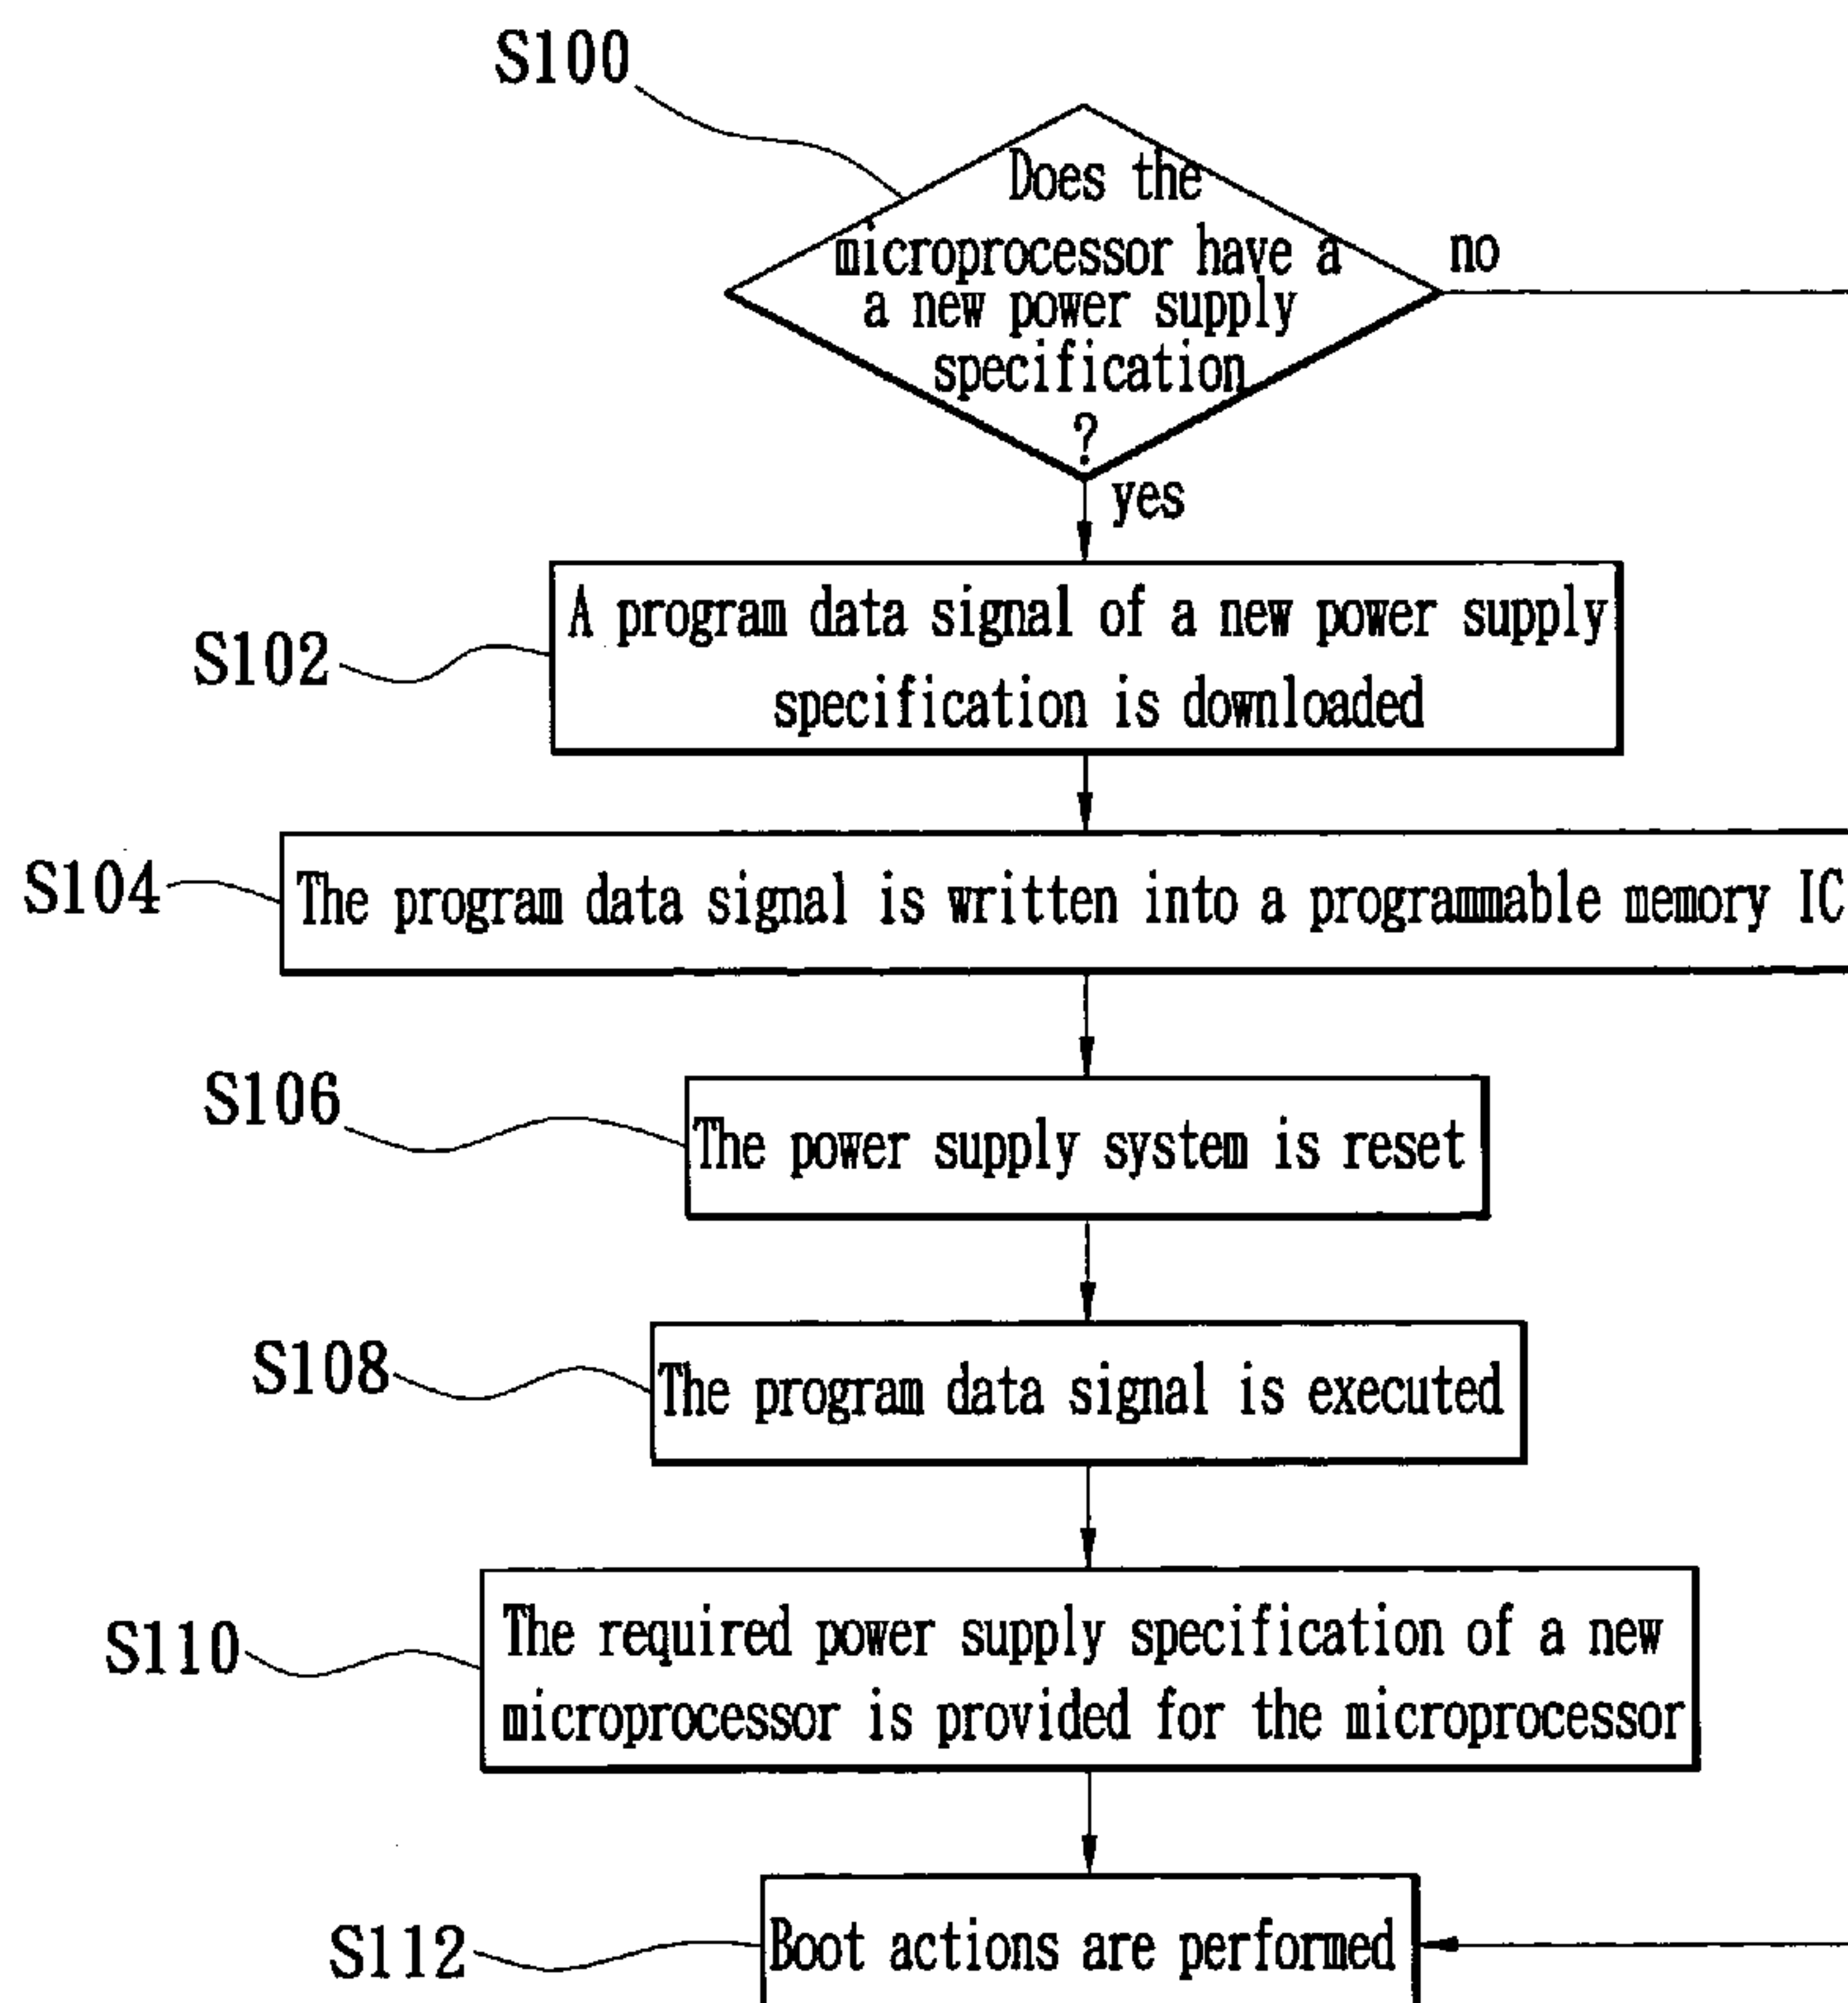 S100
Does the
microprocessor have a
a new power supply
specification
?
no
yes
S102
A program data signal of a new power supply
specification is downloaded
S104
The program data signal is written into a programmable memory IC
S106
The power supply system is reset
S108
The program data signal is executed
S110
The required power supply specification of a new
microprocessor is provided for the microprocessor
S112
Boot actions are performed